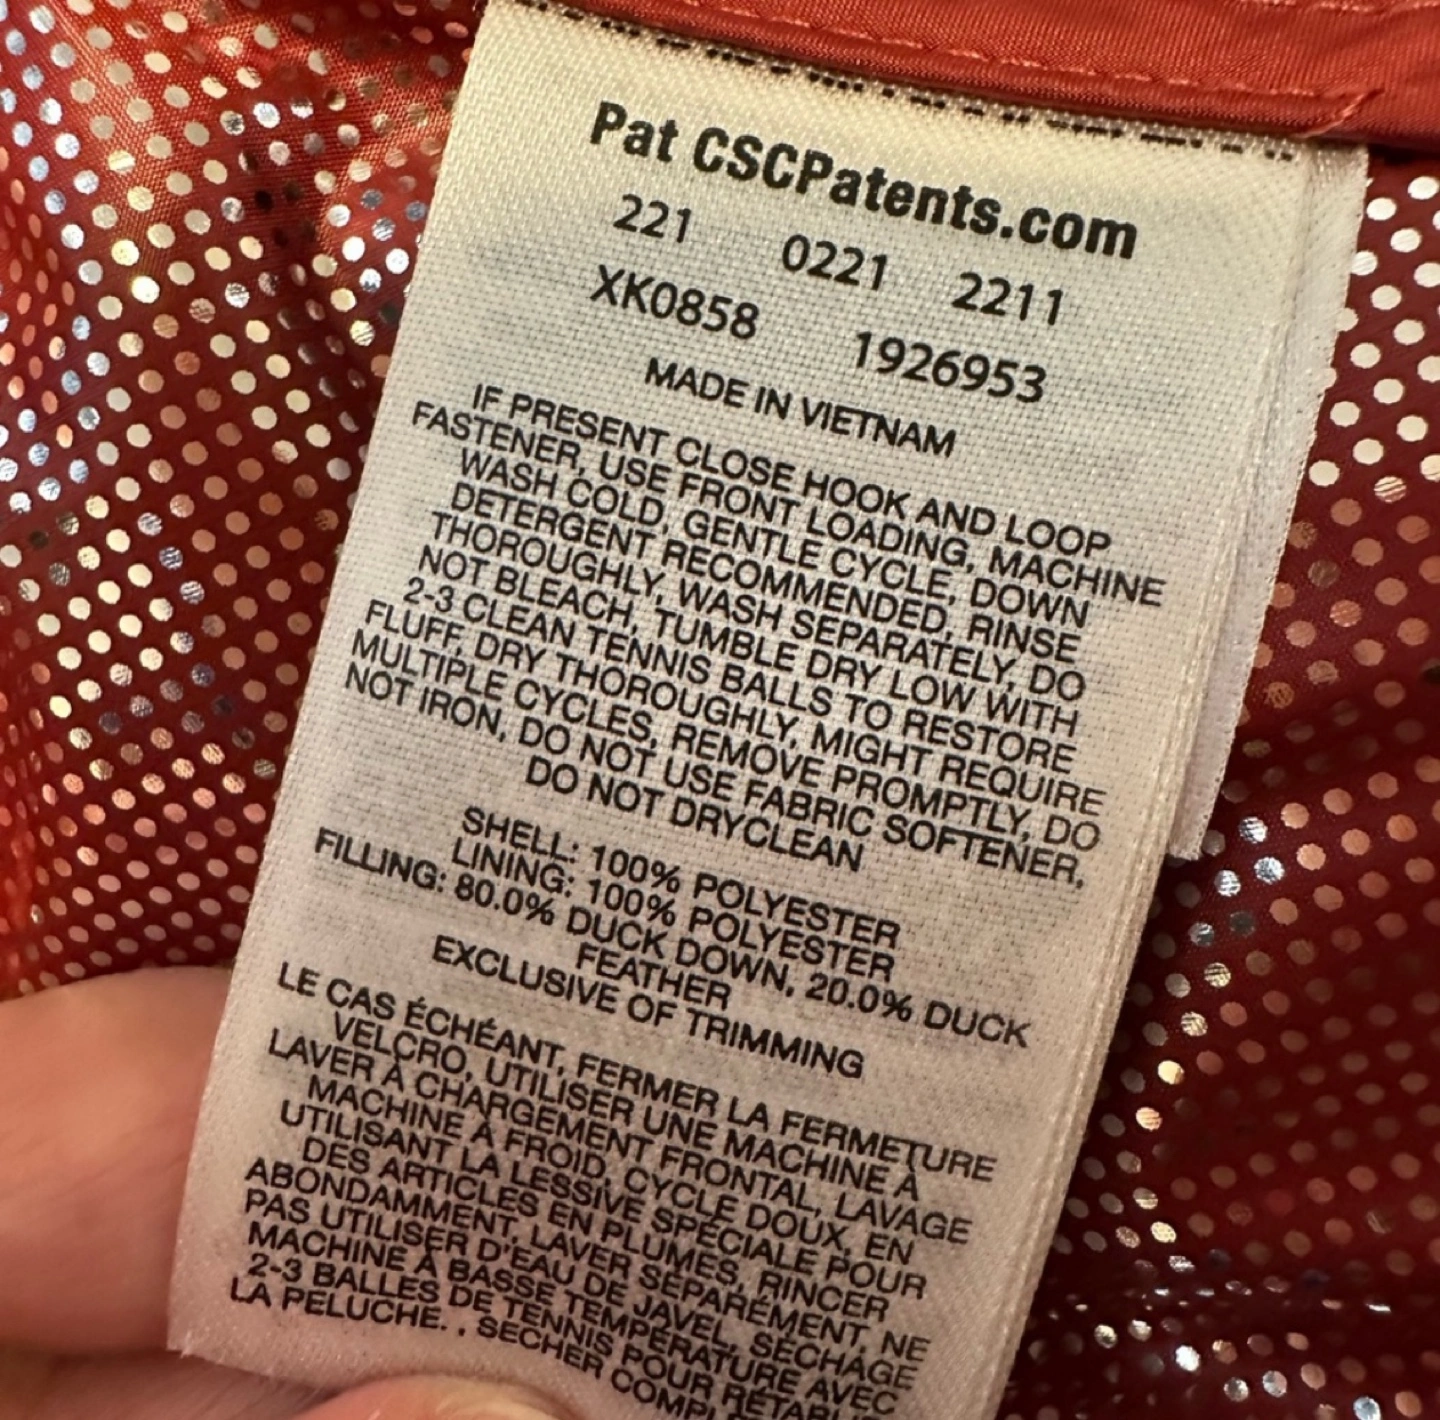 Pat CSCPatents.com
221 0221 2211
XK0858 1926953
MADE IN VIETNAM
IF PRESENT CLOSE HOOK AND LOOP
FASTENER, USE FRONT LOADING, MACHINE
WASH COLD, GENTLE CYCLE, DOWN
DETERGENT RECOMMENDED, RINSE
THOROUGHLY, WASH SEPARATELY, DO
NOT BLEACH, TUMBLE DRY LOW WITH
2-3 CLEAN TENNIS BALLS TO RESTORE
FLUFF, DRY THOROUGHLY, MIGHT REQUIRE
MULTIPLE CYCLES, REMOVE PROMPTLY, DO
NOT IRON, DO NOT USE FABRIC SOFTENER,
DO NOT DRYCLEAN
SHELL: 100% POLYESTER
LINING: 100% POLYESTER
FILLING: 80.0% DUCK DOWN, 20.0% DUCK
FEATHER
EXCLUSIVE OF TRIMMING
LE CAS ÉCHÉANT, FERMER LA FERMETURE
VELCRO, UTILISER UNE MACHINE À
LAVER À CHARGEMENT FRONTAL, LAVAGE
MACHINE À FROID, CYCLE DOUX, EN
UTILISANT LA LESSIVE SPÉCIALE POUR
DES ARTICLES EN PLUMES, RINCER
ABONDAMMENT, LAVER SÉPARÉMENT, NE
PAS UTILISER D'EAU DE JAVEL, SÉCHAGE
MACHINE À BASSE TEMPÉRATURE AVEC
2-3 BALLES DE TENNIS POUR
LA PELUCHE. , SÉCHER